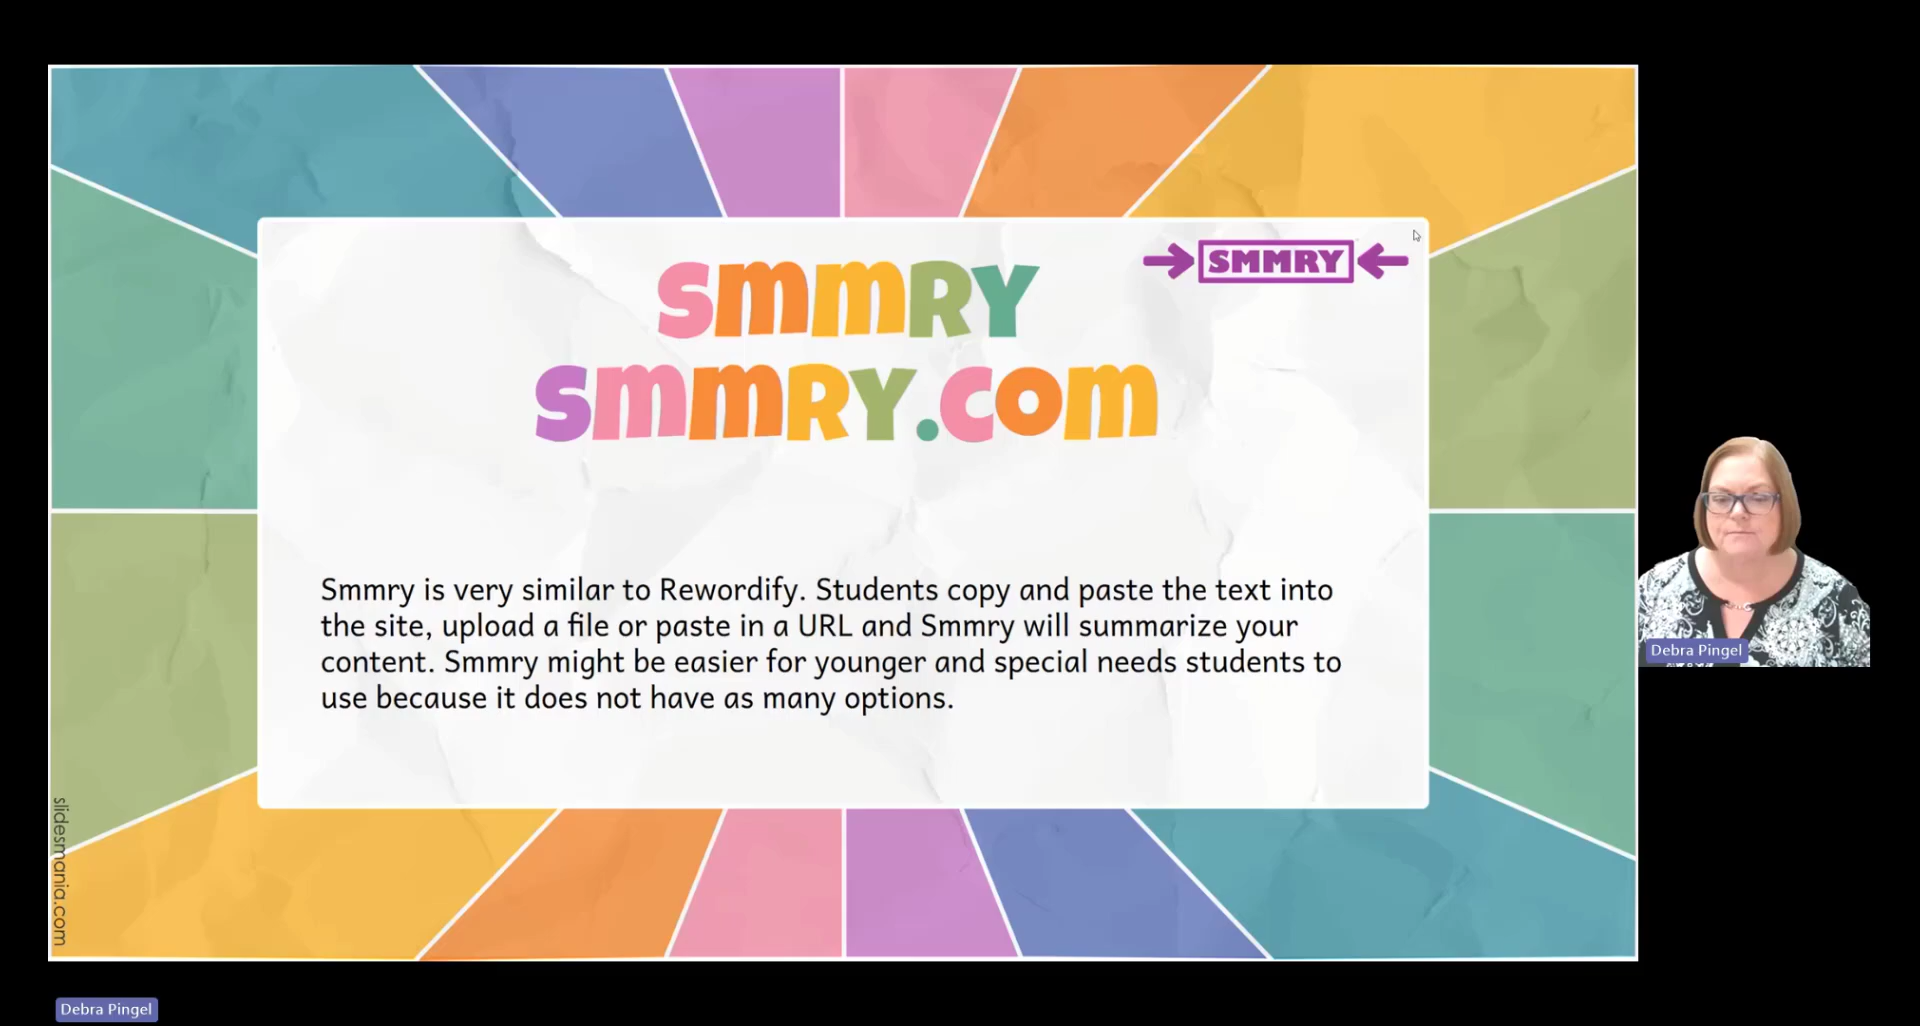 SMMRY
SMMRY
SMMRY.COM
Smmry is very similar to Rewordify. Students copy and paste the text into
the site, upload a file or paste in a URL and Smmry will summarize your
content. Smmry might be easier for younger and special needs students to
use because it does not have as many options.
Debra Pingel
slidesmania.com
Debra Pingel